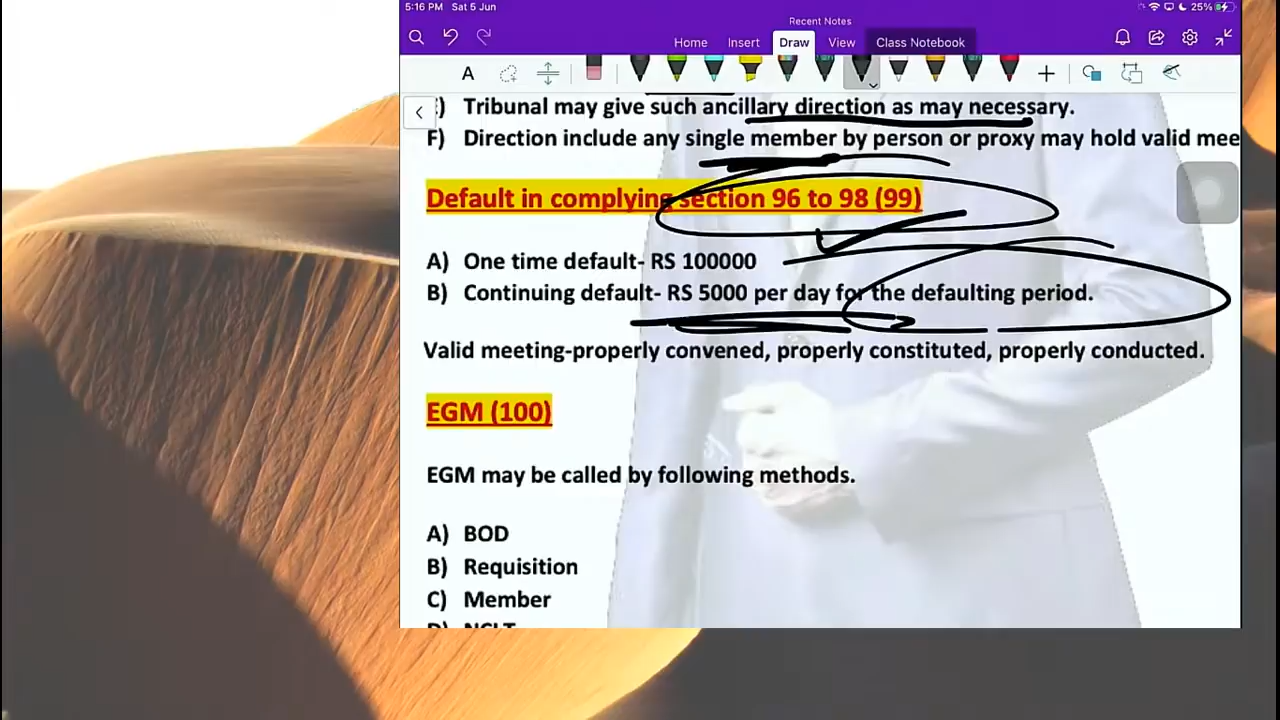 5:16 PM Sat 5 Jun
25%
Recent Notes
Home Insert Draw View Class Notebook
A
) Tribunal may give such ancillary direction as may necessary.
F) Direction include any single member by person or proxy may hold valid mee
Default in complying section 96 to 98 (99)
A) One time default- RS 100000
B) Continuing default- RS 5000 per day for the defaulting period.
Valid meeting-properly convened, properly constituted, properly conducted.
EGM (100)
EGM may be called by following methods.
A) BOD
B) Requisition
C) Member
D) NCLT